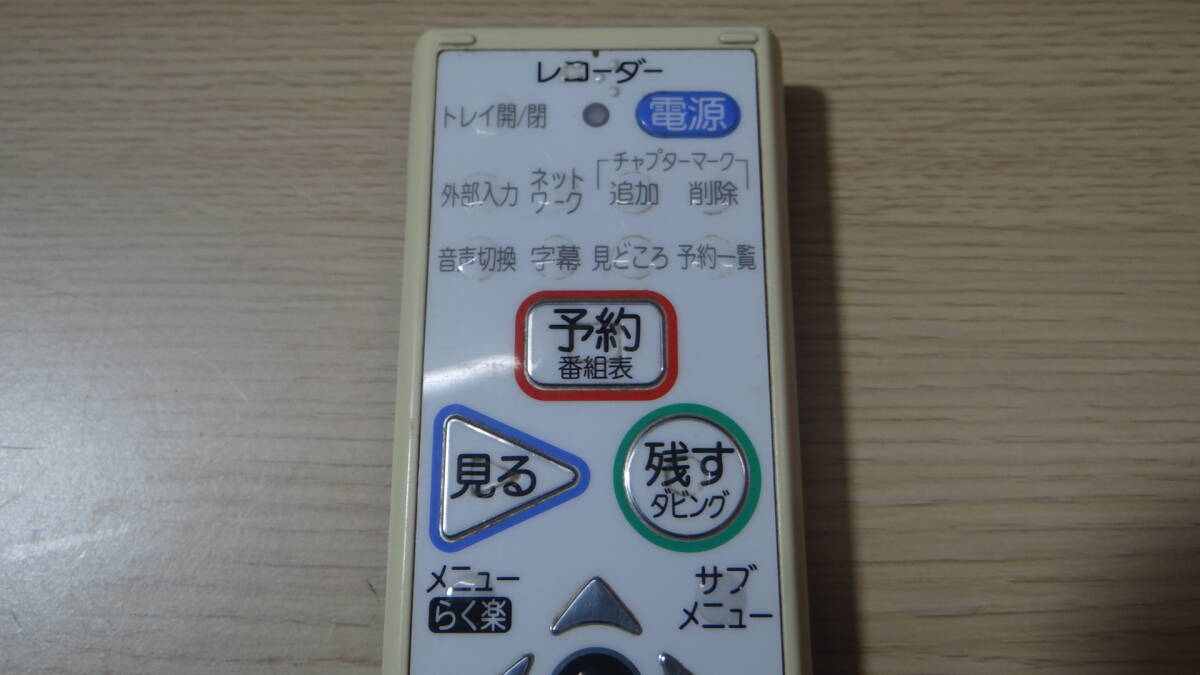 レコーダー
トレイ開/閉
電源
チャプターマーク
外部入力
ネット
ワーク
追加
削除
音声切換
字幕
見どころ
予約一覧
予約
番組表
見る
残す
ダビング
メニュー
らく楽
サブ
メニュー